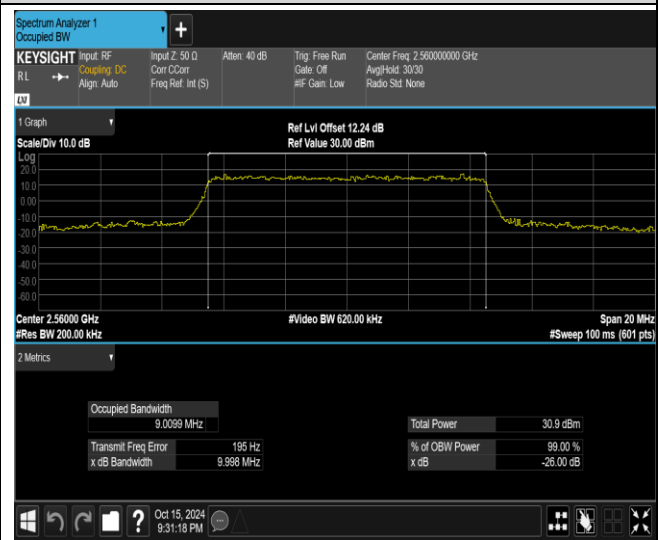 Spectrum Analyzer 1
Occupied BW
+
KEYSIGHT
RL
LXI
Input: RF
Coupling: DC
Align: Auto
Input Z: 50 Ω
Corr CCorr
Freq Ref: Int (S)
Atten: 40 dB
Trig: Free Run
Gate: Off
#IF Gain: Low
Center Freq: 2.560000000 GHz
Avg|Hold: 30/30
Radio Std: None
1 Graph
Scale/Div 10.0 dB
Ref Lvl Offset 12.24 dB
Ref Value 30.00 dBm
Log
20.0
10.0
0.00
-10.0
-20.0
-30.0
-40.0
-50.0
-60.0
Center 2.56000 GHz
#Res BW 200.00 kHz
#Video BW 620.00 kHz
Span 20 MHz
#Sweep 100 ms (601 pts)
2 Metrics
Occupied Bandwidth
9.0099 MHz
Transmit Freq Error 195 Hz
x dB Bandwidth 9.998 MHz
Total Power 30.9 dBm
% of OBW Power 99.00 %
x dB -26.00 dB
?
Oct 15, 2024
9:31:18 PM